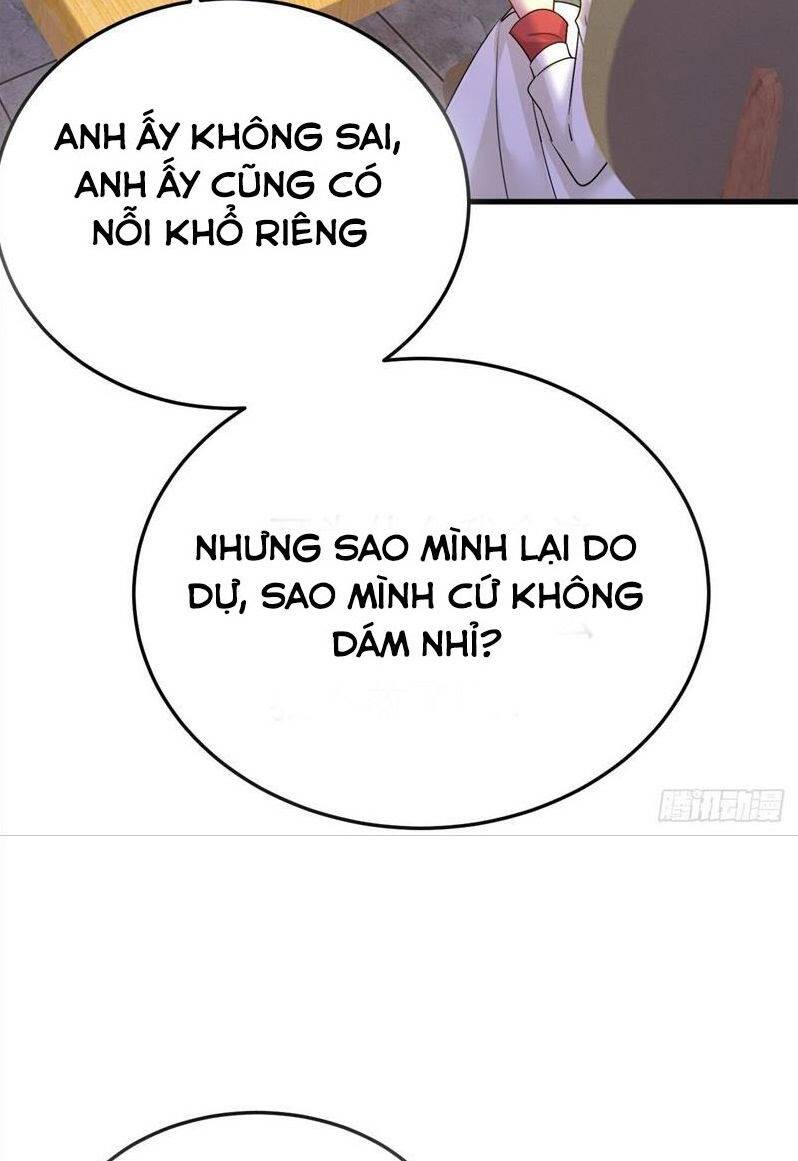 ANH ẤY KHÔNG SAI,
ANH ẤY CŨNG CÓ
NỖI KHỔ RIÊNG
NHƯNG SAO MÌNH LẠI DO
DỰ, SAO MÌNH CỨ KHÔNG
DÁM NHỈ?
腾讯动漫